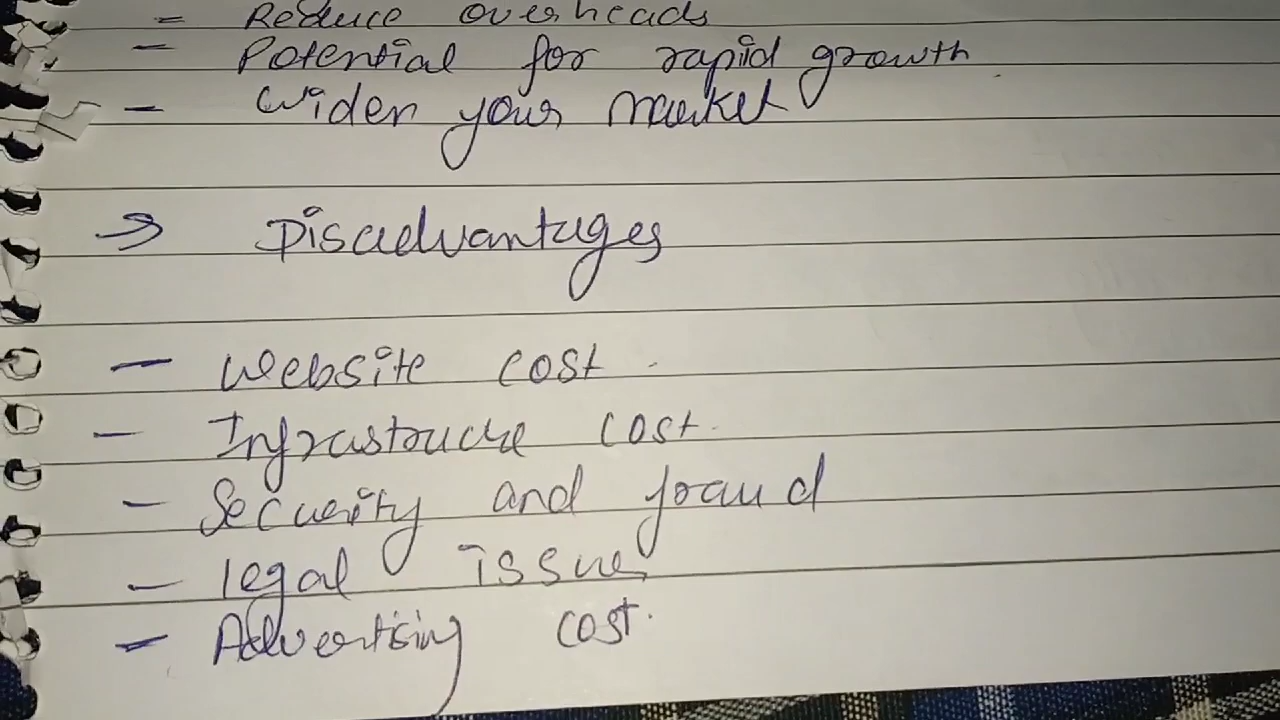 - Reduce overheads
- Potential for rapid growth
- Widen your market
→ Disadvantages
- Website cost.
- Infrastructure cost.
- Security and fraud
- legal issue
- Advertising cost.